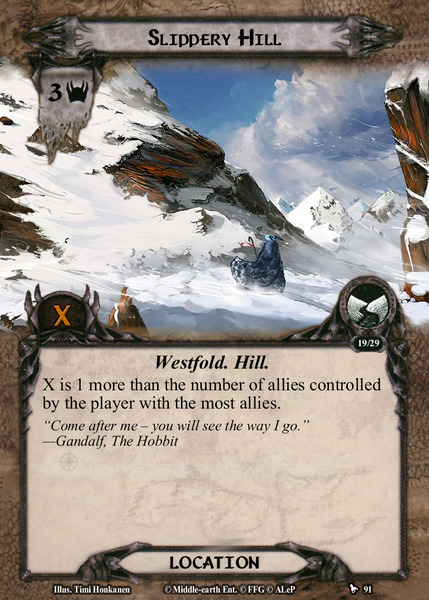 Slippery Hill
3
X
19/29
Westfold. Hill.
X is 1 more than the number of allies controlled
by the player with the most allies.
“Come after me – you will see the way I go.”
—Gandalf, The Hobbit
LOCATION
Illus. Timi Honkanen © Middle-earth Ent. © FFG © ALeP 91